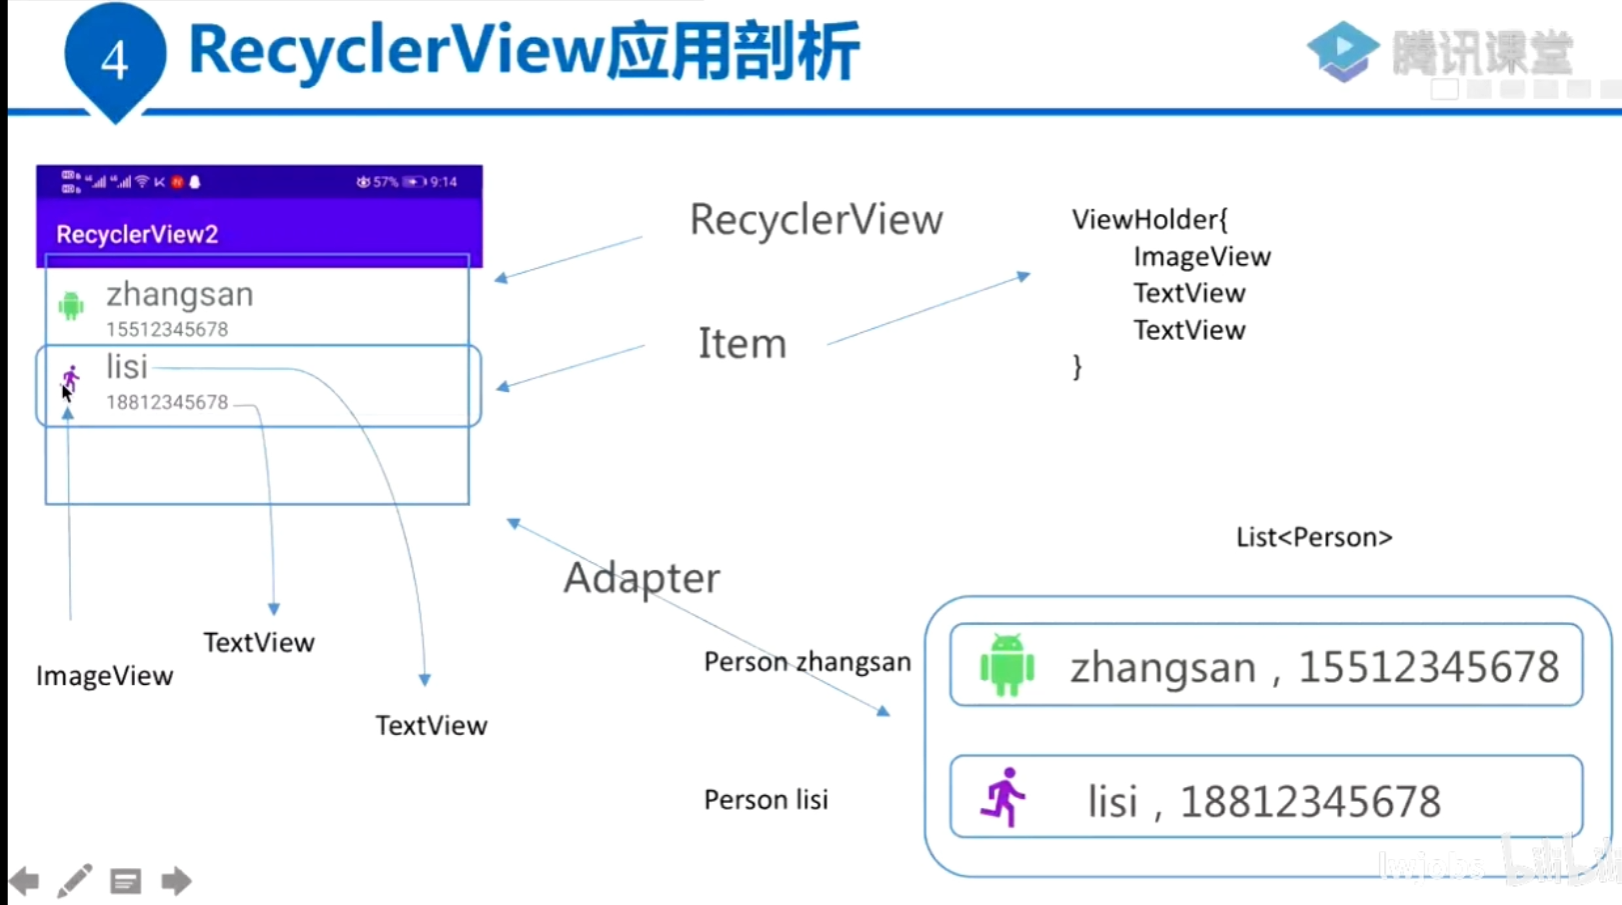 4
RecyclerView应用剖析
腾讯课堂
57% 9:14
RecyclerView2
zhangsan
15512345678
lisi
18812345678
ImageView
TextView
TextView
RecyclerView
Item
Adapter
ViewHolder{
ImageView
TextView
TextView
}
List<Person>
Person zhangsan
zhangsan , 15512345678
Person lisi
lisi , 18812345678
lwjobs